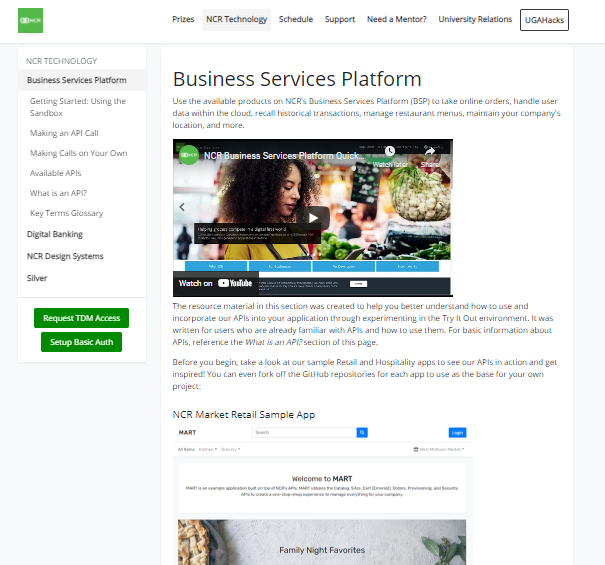 NCR
Prizes NCR Technology Schedule Support Need a Mentor? University Relations UGAHacks
NCR TECHNOLOGY
Business Services Platform
Getting Started: Using the
Sandbox
Making an API Call
Making Calls on Your Own
Available APIs
What is an API?
Key Terms Glossary
Digital Banking
NCR Design Systems
Silver
Request TDM Access
Setup Basic Auth
Business Services Platform
Use the available products on NCR's Business Services Platform (BSP) to take online orders, handle user
data within the cloud, recall historical transactions, manage restaurant menus, maintain your company's
location, and more.
NCR Business Services Platform Quick...
Watch later Share
Helping grocers compete in a digital first world
Watch on YouTube
The resource material in this section was created to help you better understand how to use and
incorporate our APIs into your application through experimenting in the Try It Out environment. It was
written for users who are already familiar with APIs and how to use them. For basic information about
APIs, reference the What is an API? section of this page.
Before you begin, take a look at our sample Retail and Hospitality apps to see our APIs in action and get
inspired! You can even fork off the GitHub repositories for each app to use as the base for your own
project:
NCR Market Retail Sample App
MART Search Login
All Items Kitchen Grocery West Midtown Market
Welcome to MART
MART is an example application built on top of NCR's APIs. MART utilizes the Catalog, Sites, Cart (Emerald), Orders, Provisioning, and Security
APIs to create a one-stop-shop experience to manage everything for your company.
Family Night Favorites